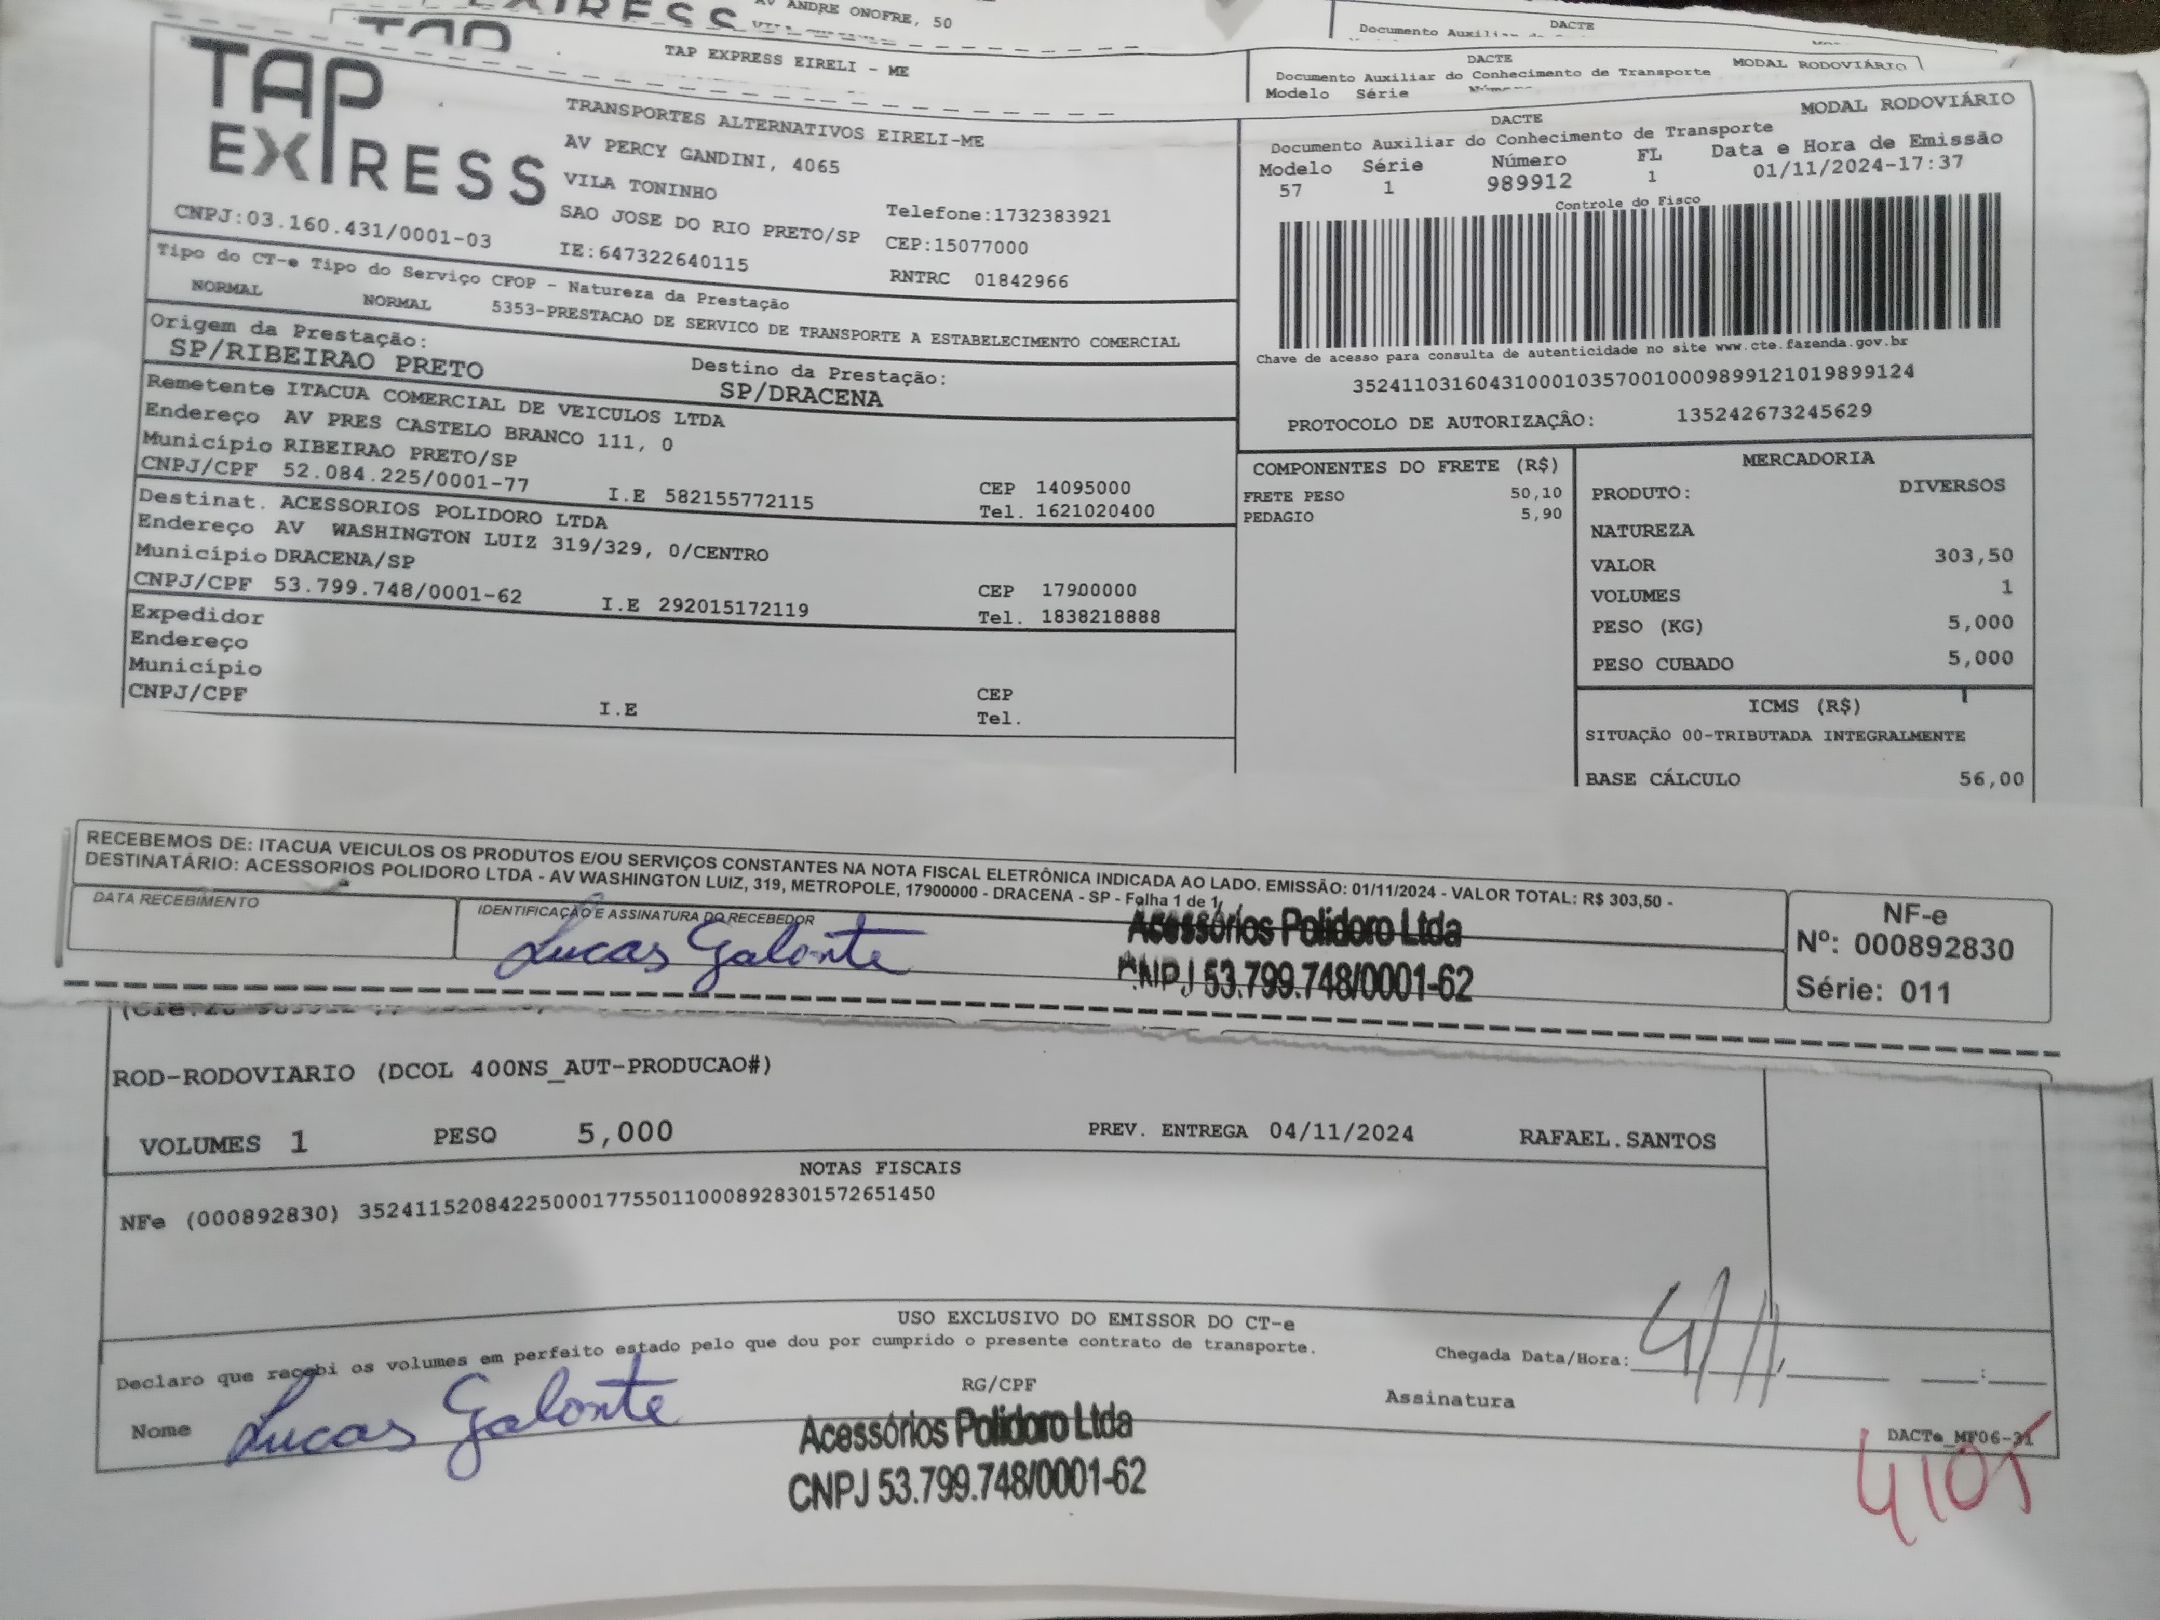 AV ANDRE ONOFRE, 50
DACTE
TAP EXPRESS EIRELI - ME
DACTE
Documento Auxiliar do Conhecimento de Transporte
MODAL RODOVIÁRIO
Modelo Série
TAP EXPRESS
TRANSPORTES ALTERNATIVOS EIRELI-ME
AV PERCY GANDINI, 4065
VILA TONINHO
SAO JOSE DO RIO PRETO/SP
IE:647322640115
Telefone:1732383921
CEP:15077000
RNTRC 01842966
CNPJ:03.160.431/0001-03
MODAL RODOVIÁRIO
DACTE
Documento Auxiliar do Conhecimento de Transporte
Modelo Série Número FL Data e Hora de Emissão
57 1 989912 1 01/11/2024-17:37
Controle do Fisco
Chave de acesso para consulta de autenticidade no site www.cte.fazenda.gov.br
35241103160431000103570010009899121019899124
PROTOCOLO DE AUTORIZAÇÃO: 135242673245629
Tipo do CT-e Tipo do Serviço CFOP - Natureza da Prestação
NORMAL NORMAL 5353-PRESTACAO DE SERVICO DE TRANSPORTE A ESTABELECIMENTO COMERCIAL
Origem da Prestação:
SP/RIBEIRAO PRETO
Destino da Prestação:
SP/DRACENA
Remetente ITACUA COMERCIAL DE VEICULOS LTDA
Endereço AV PRES CASTELO BRANCO 111, 0
Município RIBEIRAO PRETO/SP CEP 14095000
CNPJ/CPF 52.084.225/0001-77 I.E 582155772115 Tel. 1621020400
Destinat. ACESSORIOS POLIDORO LTDA
Endereço AV WASHINGTON LUIZ 319/329, 0/CENTRO
Município DRACENA/SP CEP 17900000
CNPJ/CPF 53.799.748/0001-62 I.E 292015172119 Tel. 1838218888
Expedidor
Endereço
Município CEP
CNPJ/CPF I.E Tel.
COMPONENTES DO FRETE (R$)
FRETE PESO 50,10
PEDAGIO 5,90
MERCADORIA
PRODUTO: DIVERSOS
NATUREZA
VALOR 303,50
VOLUMES 1
PESO (KG) 5,000
PESO CUBADO 5,000
ICMS (R$)
SITUAÇÃO 00-TRIBUTADA INTEGRALMENTE
BASE CÁLCULO 56,00
RECEBEMOS DE: ITACUA VEICULOS OS PRODUTOS E/OU SERVIÇOS CONSTANTES NA NOTA FISCAL ELETRÔNICA INDICADA AO LADO. EMISSÃO: 01/11/2024 - VALOR TOTAL: R$ 303,50 -
DESTINATÁRIO: ACESSORIOS POLIDORO LTDA - AV WASHINGTON LUIZ, 319, METROPOLE, 17900000 - DRACENA - SP - Folha 1 de 1
DATA RECEBIMENTO
IDENTIFICAÇÃO E ASSINATURA DO RECEBEDOR
Lucas Galonte
Acessórios Polidoro Ltda
CNPJ 53.799.748/0001-62
NF-e
Nº: 000892830
Série: 011
ROD-RODOVIARIO (DCOL 400NS_AUT-PRODUCAO#)
VOLUMES 1 PESO 5,000 PREV. ENTREGA 04/11/2024 RAFAEL.SANTOS
NOTAS FISCAIS
NFe (000892830) 35241152084225000177550110008928301572651450
USO EXCLUSIVO DO EMISSOR DO CT-e
Declaro que recebi os volumes em perfeito estado pelo que dou por cumprido o presente contrato de transporte.
Chegada Data/Hora: 4/11
Nome Lucas Galonte
RG/CPF
Assinatura
Acessórios Polidoro Ltda
CNPJ 53.799.748/0001-62
DACTe_MF06-31
4105